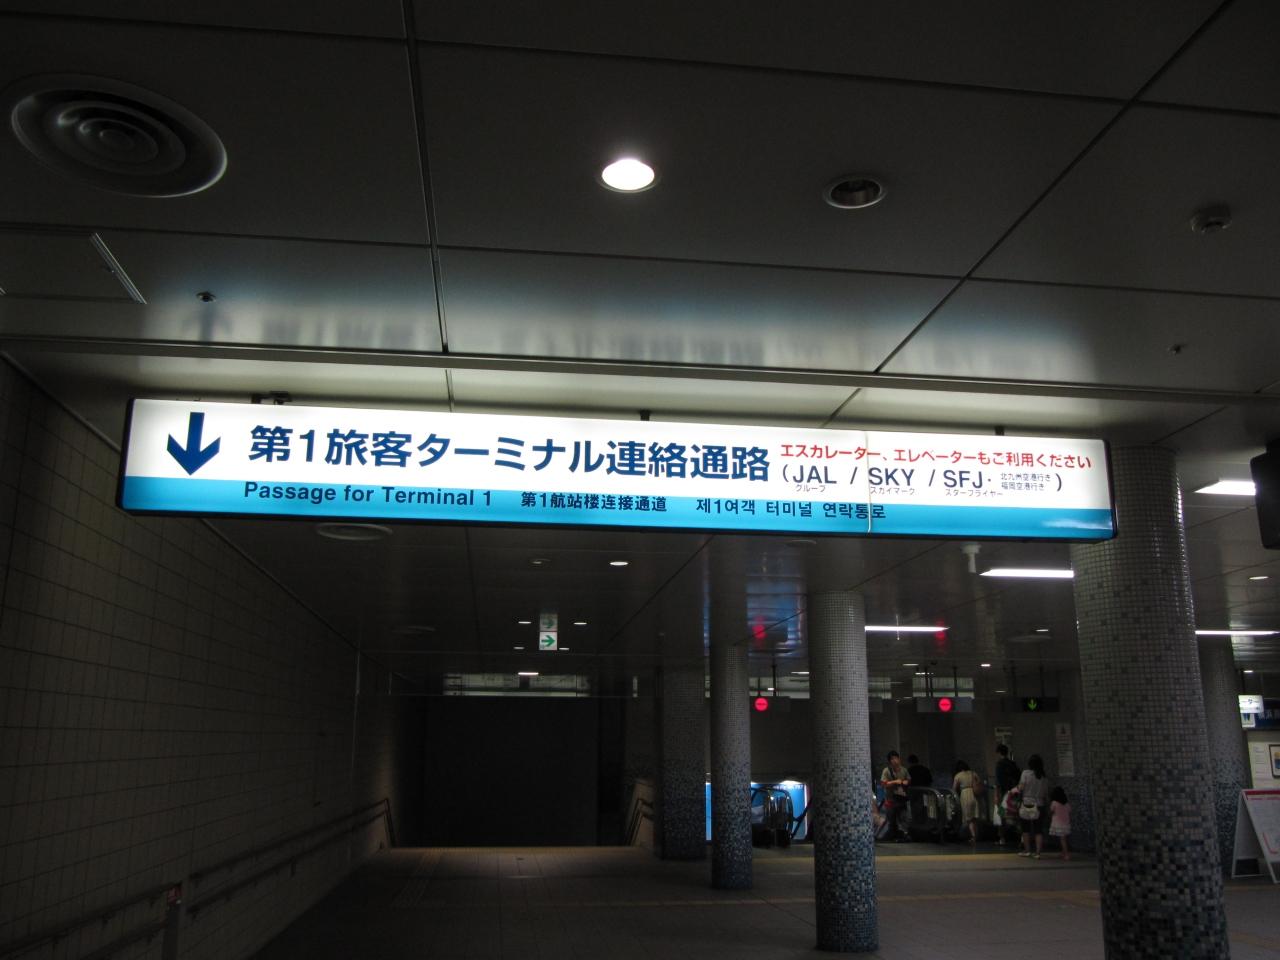 第1旅客ターミナル連絡通路
エスカレーター、エレベーターもご利用ください
(JAL / SKY / SFJ・北九州空港行き 福岡空港行き)
グループ スカイマーク スターフライヤー
Passage for Terminal 1 第1航站楼连接通道 제1여객 터미널 연락통로